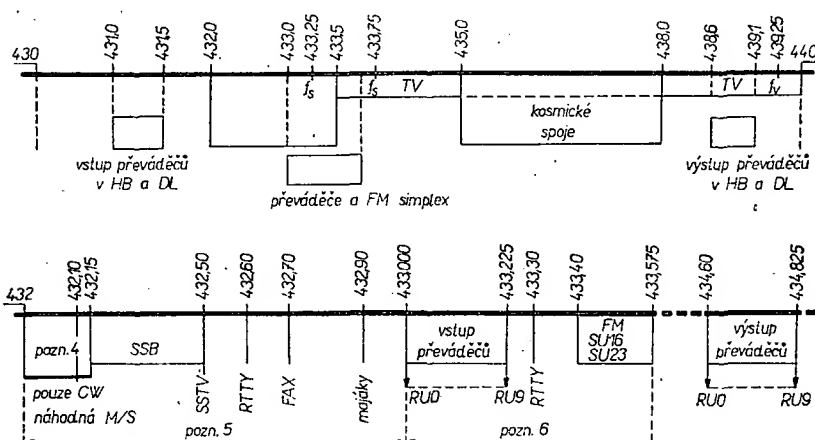 430
431,0
431,5
432,0
433,0
433,25
433,5
433,75
435,0
438,0
438,6
439,1
439,25
440
fs
fs
TV
TV
fv
kosmické
spoje
vstup převáděčů
v HB a DL
převáděče a FM simplex
výstup převáděčů
v HB a DL
432
432,10
432,15
432,50
432,60
432,70
432,90
433,000
433,225
433,30
433,40
433,575
434,60
434,825
pozn. 4
SSB
pouze CW
náhodná M/S
SSTV
RTTY
FAX
majáky
vstup
převáděčů
RU0
RU9
RTTY
FM
SU16
SU23
výstup
převáděčů
RU0
RU9
pozn. 5
pozn. 6